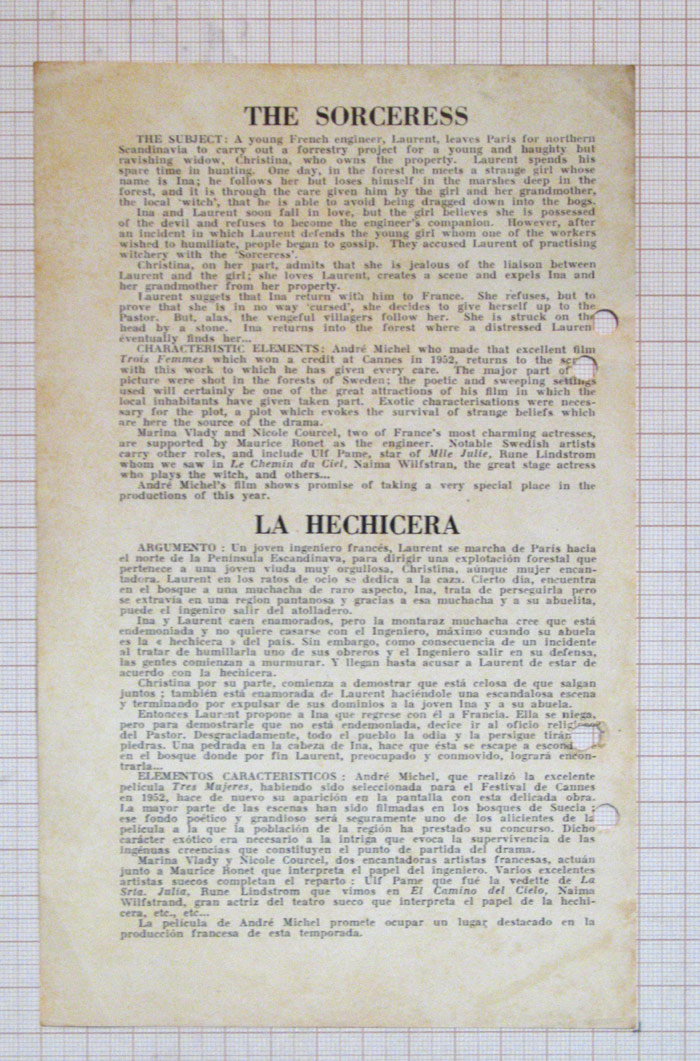 THE SORCERESS
THE SUBJECT: A young French engineer, Laurent, leaves Paris for northern
Scandinavia to carry out a forrestry project for a young and haughty but
ravishing widow, Christina, who owns the property. Laurent spends his
spare time in hunting. One day, in the forest he meets a strange girl whose
name is Ina; he follows her but loses himself in the marshes deep in the
forest, and it is through the care given him by the girl and her grandmother,
the local 'witch', that he is able to avoid being dragged down into the bogs.
Ina and Laurent soon fall in love, but the girl believes she is possessed
of the devil and refuses to become the engineer's companion. However, after
an incident in which Laurent defends the young girl whom one of the workers
wished to humiliate, people began to gossip. They accused Laurent of practising
witchery with the 'Sorceress'.
Christina, on her part, admits that she is jealous of the liaison between
Laurent and the girl; she loves Laurent, creates a scene and expels Ina and
her grandmother from her property.
Laurent suggests that Ina return with him to France. She refuses, but to
prove that she is in no way 'cursed', she decides to give herself up to the
Pastor. But, alas, the vengeful villagers follow her. She is struck on the
head by a stone. Ina returns into the forest where a distressed Lauren
eventually finds her...
CHARACTERISTIC ELEMENTS: André Michel who made that excellent film
Trois Femmes which won a credit at Cannes in 1952, returns to the
with this work to which he has given every care. The major part of
picture were shot in the forests of Sweden; the poetic and sweeping settings
used will certainly be one of the great attractions of his film in which the
local inhabitants have given taken part. Exotic characterisations were neces-
sary for the plot, a plot which evokes the survival of strange beliefs which
are here the source of the drama.
Marina Vlady and Nicole Courcel, two of France's most charming actresses,
are supported by Maurice Ronet as the engineer. Notable Swedish artists
carry other roles, and include Ulf Pame, star of Mlle Julie, Rune Lindstrom
whom we saw in Le Chemin du Ciel, Naima Wilfstran, the great stage actress
who plays the witch, and others...
André Michel's film shows promise of taking a very special place in the
productions of this year.
LA HECHICERA
ARGUMENTO : Un joven ingeniero francés, Laurent se marcha de Paris hacia
el norte de la Peninsula Escandinava, para dirigir una explotación forestal que
pertenece a una joven viuda muy orgullosa, Christina, aúnque mujer encan-
tadora. Laurent en los ratos de ocio se dedica a la caza. Cierto día, encuentra
en el bosque a una muchacha de raro aspecto, Ina, trata de perseguirla pero
se extravía en una region pantanosa y gracias a esa muchacha y a su abuelita,
puede el ingeniro salir del atolladero.
Ina y Laurent caen enamorados, pero la montaraz muchacha cree que está
endemoniada y no quiere casarse con el Ingeniero, máximo cuando su abuela
es la « hechicera » del país. Sin embargo, como consecuencia de un incidente
al tratar de humillarla uno de sus obreros y el Ingeniero salir en su defensa,
las gentes comienzan a murmurar. Y llegan hasta acusar a Laurent de estar de
acuerdo con la hechicera.
Christina por su parte, comienza a demostrar que está celosa de que salgan
juntos ; también está enamorada de Laurent haciéndole una escandalosa escena
y terminando por expulsar de sus dominios a la joven Ina y a su abuela.
Entonces Laurent propone a Ina que regrese con él a Francia. Ella se niega,
pero para demostrarle que no está endemoniada, decice ir al oficio
del Pastor. Desgraciadamente, todo el pueblo la odia y la persigue tirán
piedras. Una pedrada en la cabeza de Ina, hace que ésta se escape a escond
en el bosque donde por fin Laurent, preocupado y conmovido, logrará encon-
trarla...
ELEMENTOS CARACTERISTICOS : André Michel, que realizó la excelente
película Tres Mujeres, habiendo sido seleccionada para el Festival de Cannes
en 1952, hace de nuevo su aparición en la pantalla con esta delicada obra.
La mayor parte de las escenas han sido filmadas en los bosques de Suecia ;
ese fondo poético y grandioso será seguramente uno de los alicientes de la
película a la que la población de la región ha prestado su concurso. Dicho
carácter exótico era necesario a la intriga que evoca la supervivencia de las
ingénuas creencias que constituyen el punto de partida del drama.
Marina Vlady y Nicole Courcel, dos encantadoras artistas francesas, actuán
junto a Maurice Ronet que interpreta el papel del ingeniero. Varios excelentes
artistas suecos completan el reparto : Ulf Pame que fué la vedette de La
Srta. Julia, Rune Lindstrom que vimos en El Camino del Cielo, Naima
Wilfstrand, gran actriz del teatro sueco que interpreta el papel de la hechi-
cera, etc., etc...
La película de André Michel promete ocupar un lugar destacado en la
producción francesa de esta temporada.